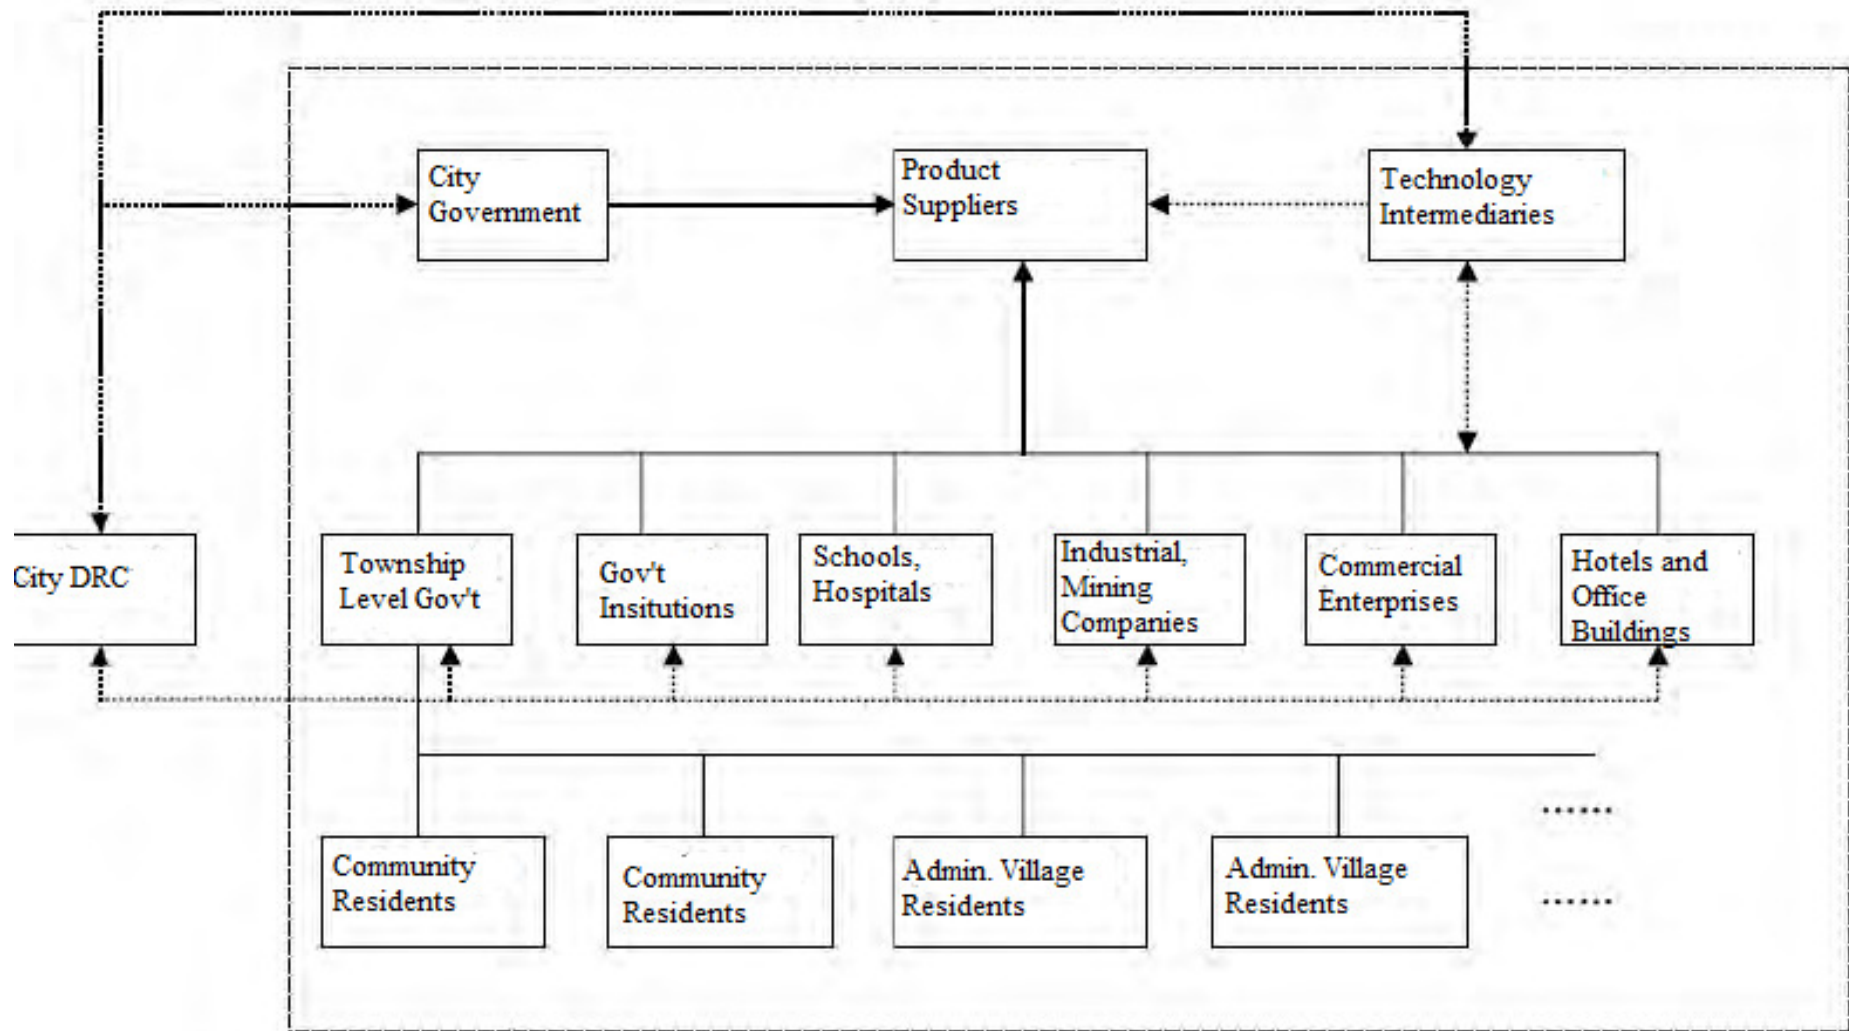 City
Government
Product
Suppliers
Technology
Intermediaries
City DRC
Township
Level Gov't
Gov't
Insitutions
Schools,
Hospitals
Industrial,
Mining
Companies
Commercial
Enterprises
Hotels and
Office
Buildings
Community
Residents
Community
Residents
Admin. Village
Residents
Admin. Village
Residents
......
......